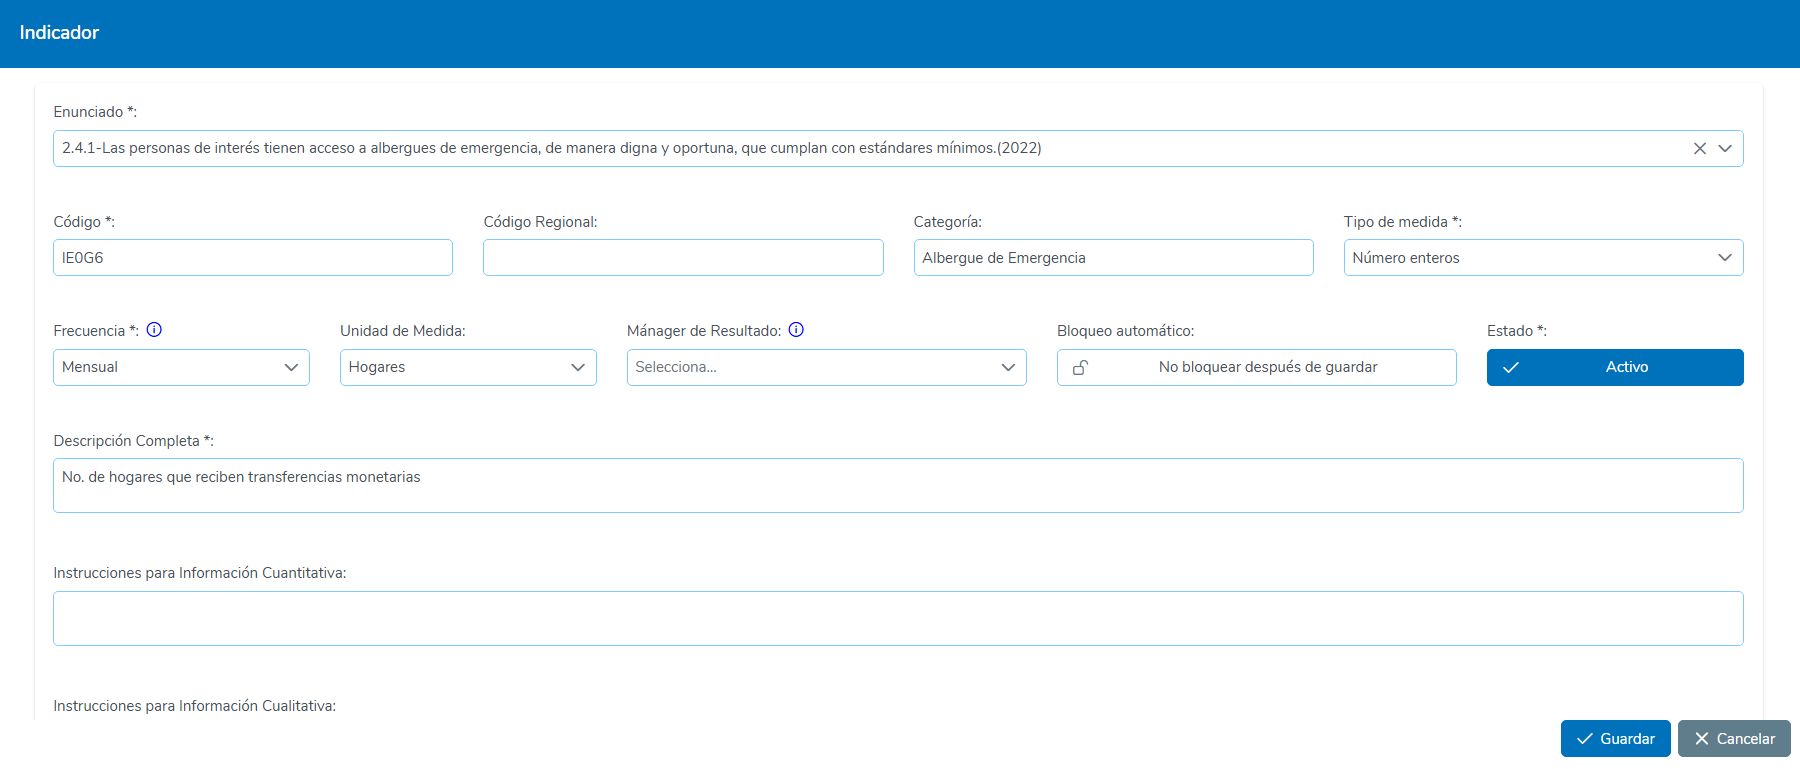 Indicador
Enunciado *:
2.4.1-Las personas de interés tienen acceso a albergues de emergencia, de manera digna y oportuna, que cumplan con estándares mínimos.(2022)
Código *:
Código Regional:
Categoría:
Tipo de medida *:
IE0G6
Albergue de Emergencia
Número enteros
Frecuencia *:
Unidad de Medida:
Mánager de Resultado:
Bloqueo automático:
Estado *:
Mensual
Hogares
Selecciona...
No bloquear después de guardar
Activo
Descripción Completa *:
No. de hogares que reciben transferencias monetarias
Instrucciones para Información Cuantitativa:
Instrucciones para Información Cualitativa:
Guardar
Cancelar